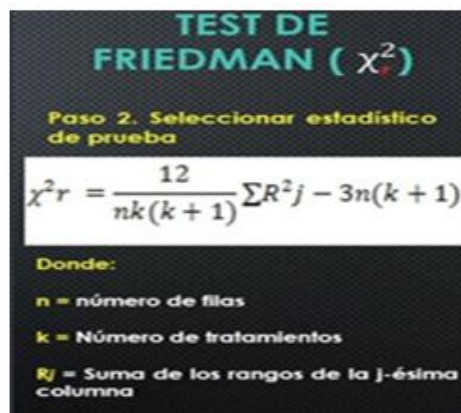 TEST DE
FRIEDMAN ( χ²ᵣ)
Paso 2. Seleccionar estadístico
de prueba
χ²r = 12 / nk(k + 1) ΣR²j − 3n(k + 1)
Donde:
n = número de filas
k = Número de tratamientos
Rj = Suma de los rangos de la j-ésima
columna